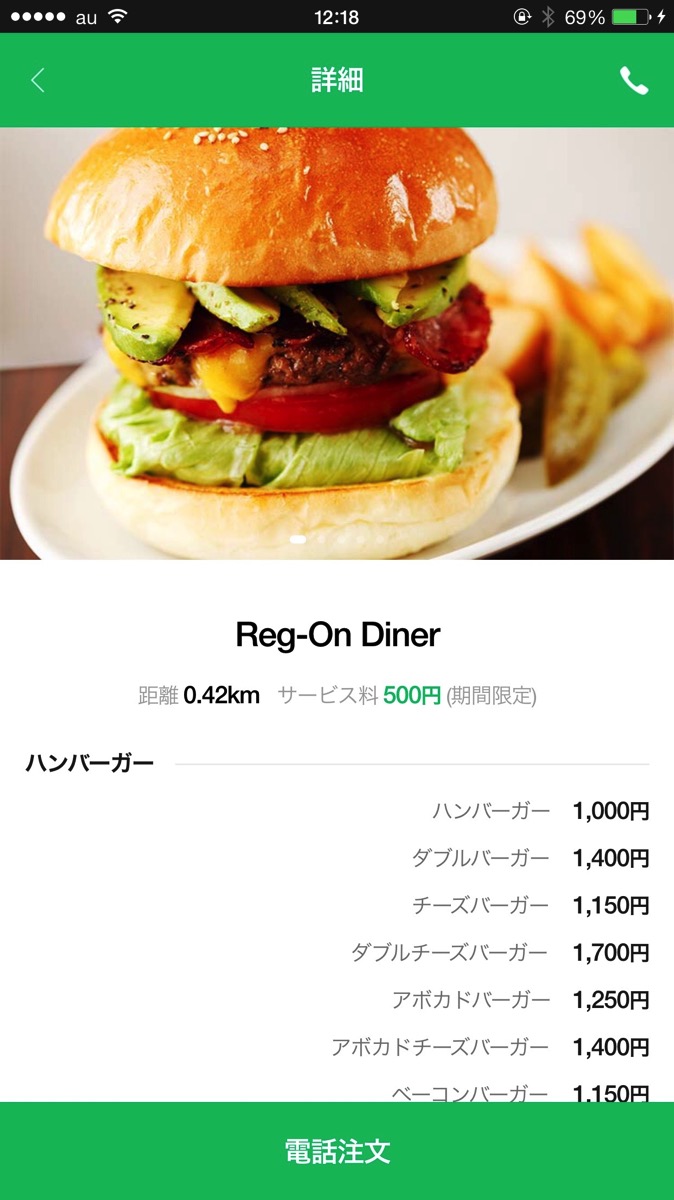 au 12:18 69%
詳細
Reg-On Diner
距離 0.42km サービス料 500円 (期間限定)
ハンバーガー
ハンバーガー 1,000円
ダブルバーガー 1,400円
チーズバーガー 1,150円
ダブルチーズバーガー 1,700円
アボカドバーガー 1,250円
アボカドチーズバーガー 1,400円
ベーコンバーガー 1,150円
電話注文